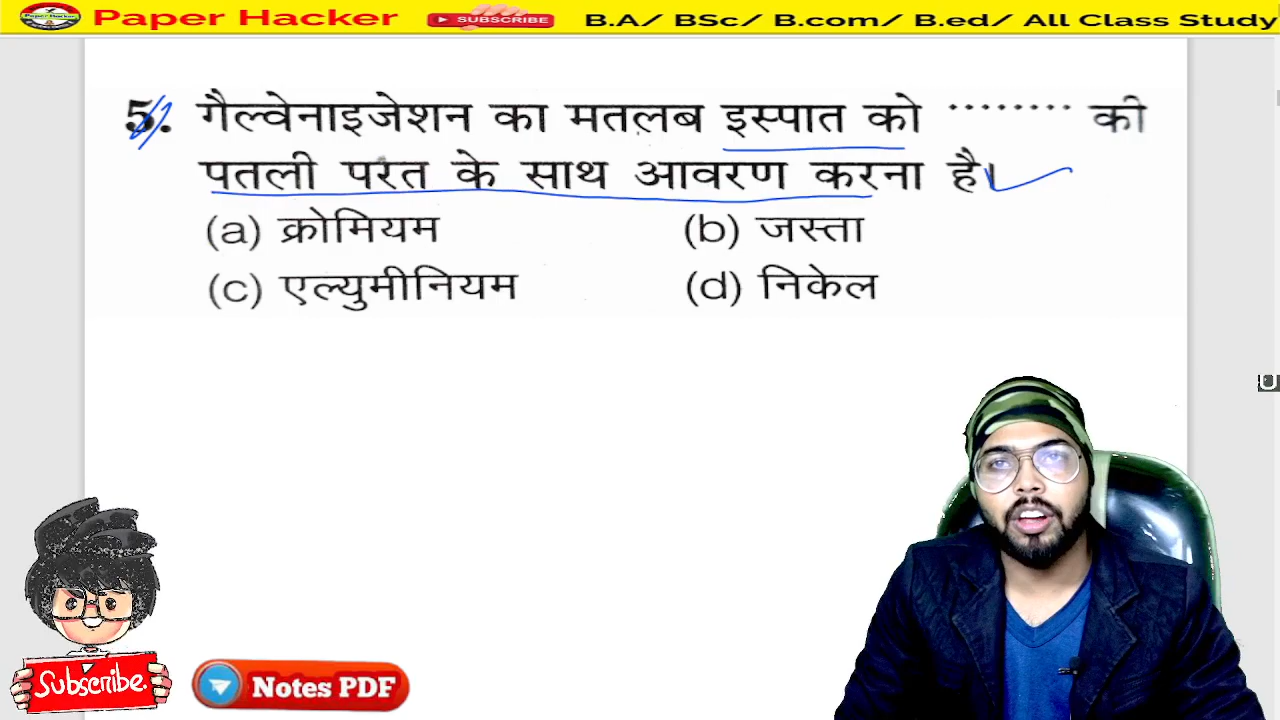 Paper Hacker
SUBSCRIBE
B.A/ BSc/ B.com/ B.ed/ All Class Study
5. गैल्वेनाइजेशन का मतलब इस्पात को ........ की
पतली परत के साथ आवरण करना है।
(a) क्रोमियम (b) जस्ता
(c) एल्युमीनियम (d) निकेल
Subscribe.
Notes PDF